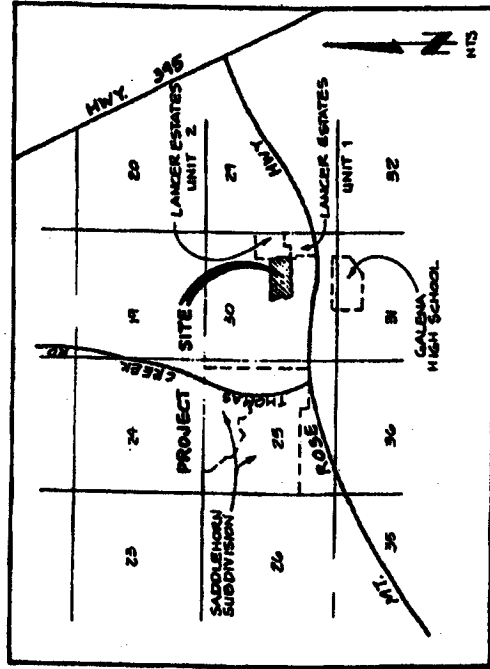 HWY. 395
23
24
19
20
THOMAS CREEK RD
PROJECT SITE
LANCER ESTATES
UNIT 2
SADDLEHORN
SUBDIVISION
26
25
30
29
MT. ROSE HWY
LANCER ESTATES
UNIT 1
35
36
31
32
GALENA
HIGH SCHOOL
N
NTS